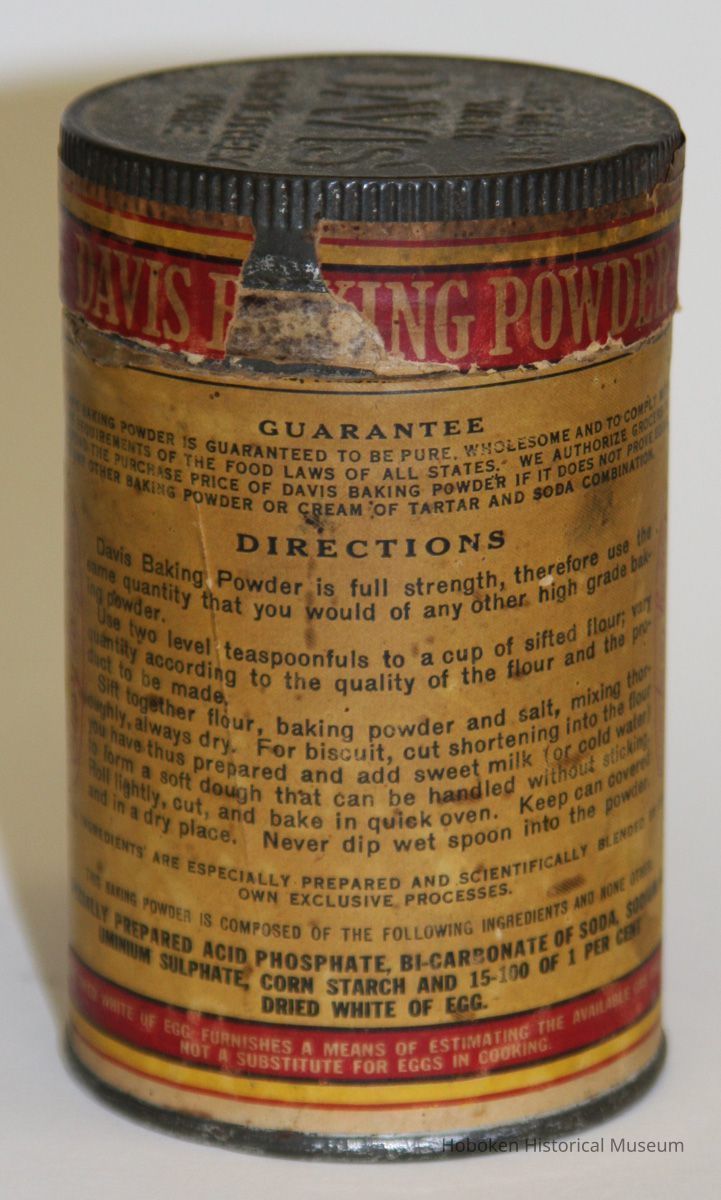 DAVIS
DAVIS B KING POWDER
GUARANTEE
BAKING POWDER IS GUARANTEED TO BE PURE, WHOLESOME AND TO COMPLY
REQUIREMENTS OF THE FOOD LAWS OF ALL STATES. WE AUTHORIZE GROCERS
THE PURCHASE PRICE OF DAVIS BAKING POWDER IF IT DOES NOT PROVE
OTHER BAKING POWDER OR CREAM OF TARTAR AND SODA COMBINATION.
DIRECTIONS
Davis Baking Powder is full strength, therefore use the
same quantity that you would of any other high grade bak-
ing powder.
Use two level teaspoonfuls to a cup of sifted flour; vary
quantity according to the quality of the flour and the pro-
duct to be made.
Sift together flour, baking powder and salt, mixing thor-
oughly, always dry. For biscuit, cut shortening into the flour
you have thus prepared and add sweet milk (or cold water)
to form a soft dough that can be handled without sticking.
Roll lightly, cut, and bake in quick oven. Keep can covered
and in a dry place. Never dip wet spoon into the powder.
INGREDIENTS ARE ESPECIALLY PREPARED AND SCIENTIFICALLY BLENDED
OWN EXCLUSIVE PROCESSES.
THIS BAKING POWDER IS COMPOSED OF THE FOLLOWING INGREDIENTS AND NONE OTHER,
PREPARED ACID PHOSPHATE, BI-CARBONATE OF SODA, SODIUM
UMINIUM SULPHATE, CORN STARCH AND 15-100 OF 1 PER CENT
DRIED WHITE OF EGG.
WHITE OF EGG FURNISHES A MEANS OF ESTIMATING THE AVAILABLE GAS
NOT A SUBSTITUTE FOR EGGS IN COOKING.
Hoboken Historical Museum